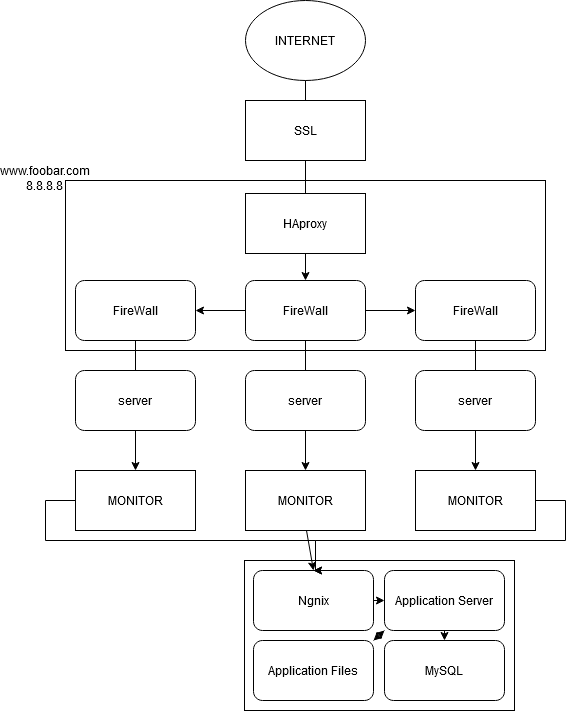 INTERNET
SSL
www.foobar.com
8.8.8.8
HAproxy
FireWall
FireWall
FireWall
server
server
server
MONITOR
MONITOR
MONITOR
Ngnix
Application Server
Application Files
MySQL